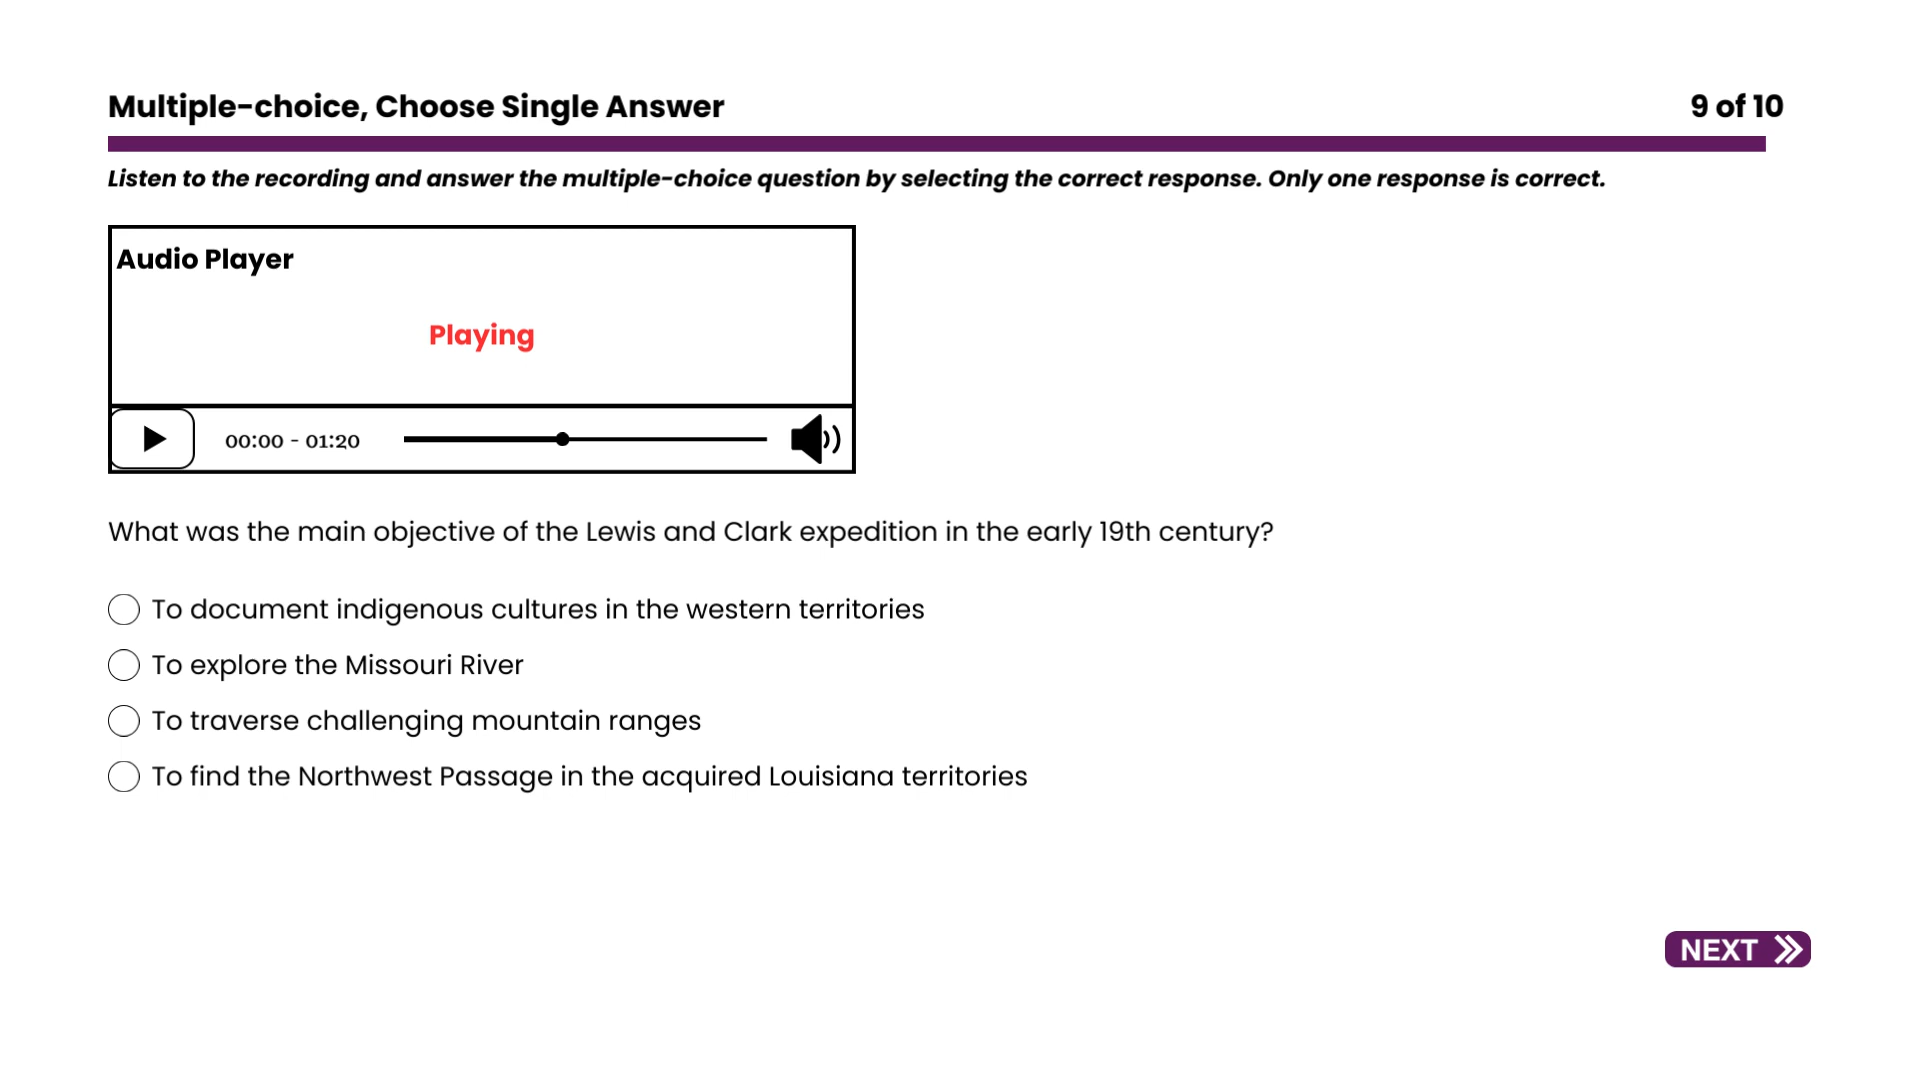 Multiple-choice, Choose Single Answer
9 of 10
Listen to the recording and answer the multiple-choice question by selecting the correct response. Only one response is correct.
Audio Player
Playing
00:00 - 01:20
What was the main objective of the Lewis and Clark expedition in the early 19th century?
To document indigenous cultures in the western territories
To explore the Missouri River
To traverse challenging mountain ranges
To find the Northwest Passage in the acquired Louisiana territories
NEXT